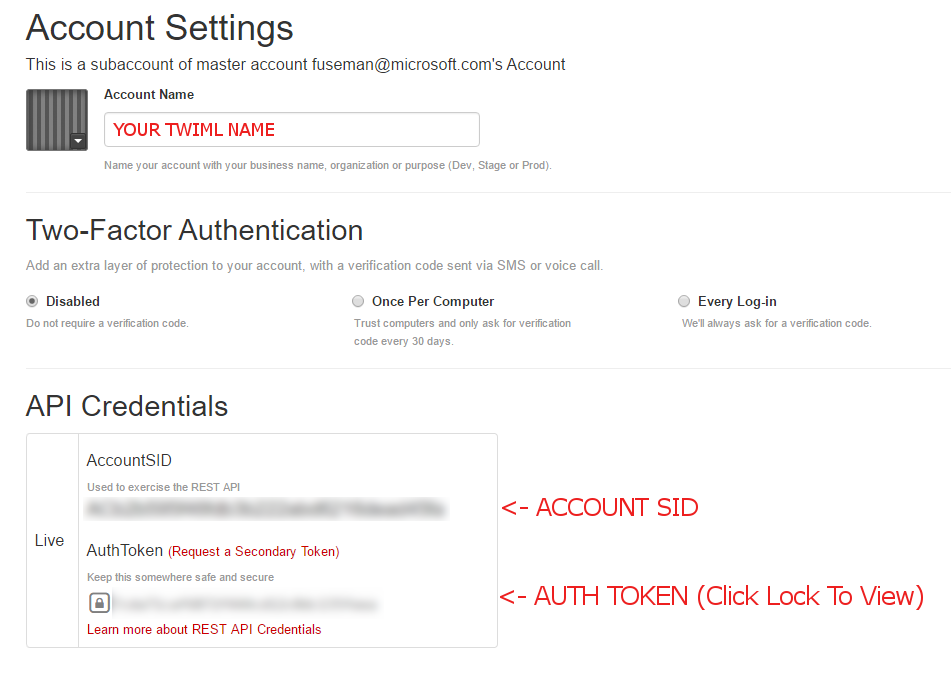 Account Settings
This is a subaccount of master account fuseman@microsoft.com's Account
Account Name
YOUR TWIML NAME
Name your account with your business name, organization or purpose (Dev, Stage or Prod).
Two-Factor Authentication
Add an extra layer of protection to your account, with a verification code sent via SMS or voice call.
Disabled
Do not require a verification code.
Once Per Computer
Trust computers and only ask for verification
code every 30 days.
Every Log-in
We'll always ask for a verification code.
API Credentials
Live
AccountSID
Used to exercise the REST API
<- ACCOUNT SID
AuthToken (Request a Secondary Token)
Keep this somewhere safe and secure
<- AUTH TOKEN (Click Lock To View)
Learn more about REST API Credentials